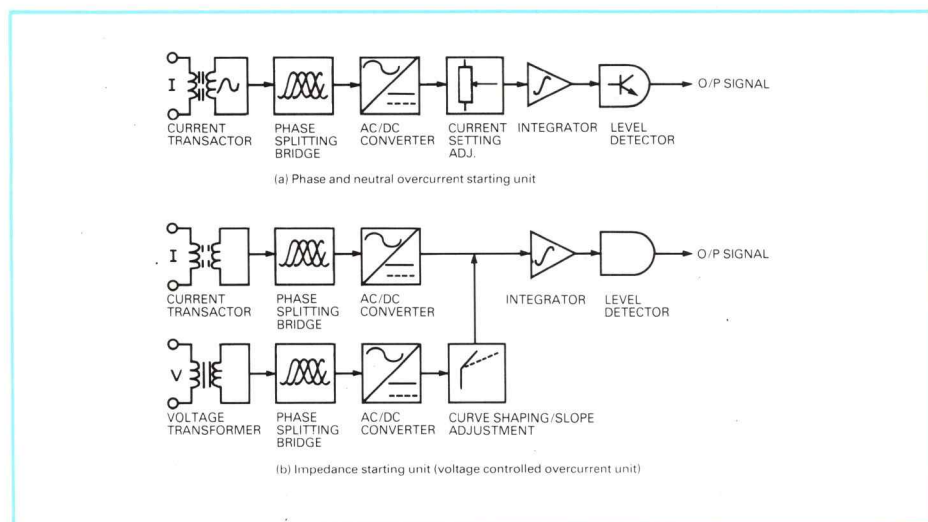 I
O/P SIGNAL
CURRENT
TRANSACTOR
PHASE
SPLITTING
BRIDGE
AC/DC
CONVERTER
CURRENT
SETTING
ADJ.
INTEGRATOR
LEVEL
DETECTOR
(a) Phase and neutral overcurrent starting unit
I
O/P SIGNAL
CURRENT
TRANSACTOR
PHASE
SPLITTING
BRIDGE
AC/DC
CONVERTER
INTEGRATOR
LEVEL
DETECTOR
V
VOLTAGE
TRANSFORMER
PHASE
SPLITTING
BRIDGE
AC/DC
CONVERTER
CURVE SHAPING/SLOPE
ADJUSTMENT
(b) Impedance starting unit (voltage controlled overcurrent unit)